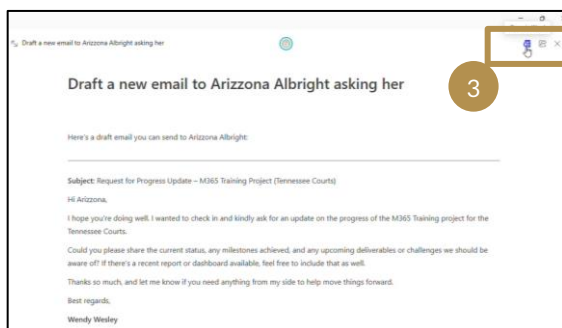 Draft a new email to Arizzona Albright asking her
3
Draft a new email to Arizzona Albright asking her
Here's a draft email you can send to Arizzona Albright:
Subject: Request for Progress Update – M365 Training Project (Tennessee Courts)
Hi Arizzona,
I hope you're doing well. I wanted to check in and kindly ask for an update on the progress of the M365 Training project for the
Tennessee Courts.
Could you please share the current status, any milestones achieved, and any upcoming deliverables or challenges we should be
aware of? If there's a recent report or dashboard available, feel free to include that as well.
Thanks so much, and let me know if you need anything from my side to help move things forward.
Best regards,
Wendy Wesley